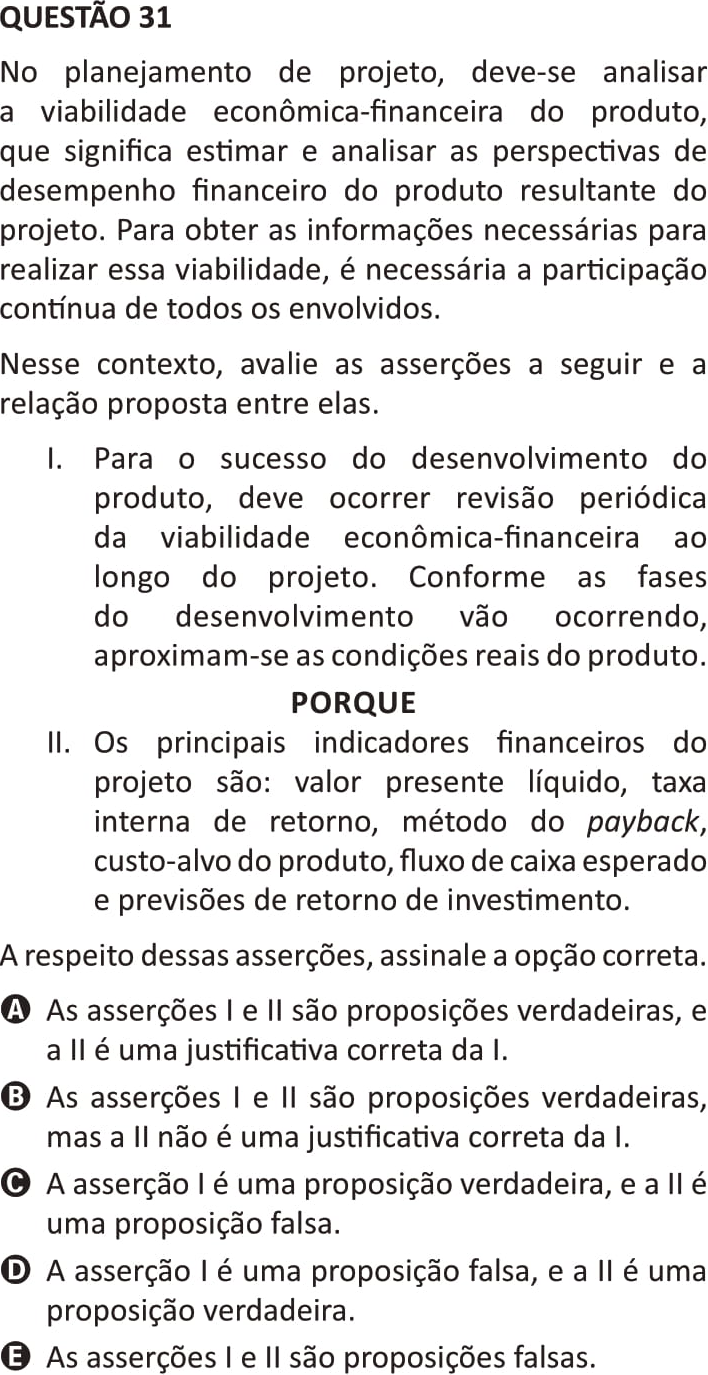 QUESTÃO 31
No planejamento de projeto, deve-se analisar
a viabilidade econômica-financeira do produto,
que significa estimar e analisar as perspectivas de
desempenho financeiro do produto resultante do
projeto. Para obter as informações necessárias para
realizar essa viabilidade, é necessária a participação
contínua de todos os envolvidos.
Nesse contexto, avalie as asserções a seguir e a
relação proposta entre elas.
I. Para o sucesso do desenvolvimento do
produto, deve ocorrer revisão periódica
da viabilidade econômica-financeira ao
longo do projeto. Conforme as fases
do desenvolvimento vão ocorrendo,
aproximam-se as condições reais do produto.
PORQUE
II. Os principais indicadores financeiros do
projeto são: valor presente líquido, taxa
interna de retorno, método do payback,
custo-alvo do produto, fluxo de caixa esperado
e previsões de retorno de investimento.
A respeito dessas asserções, assinale a opção correta.
A As asserções I e II são proposições verdadeiras, e
a II é uma justificativa correta da I.
B As asserções I e II são proposições verdadeiras,
mas a II não é uma justificativa correta da I.
C A asserção I é uma proposição verdadeira, e a II é
uma proposição falsa.
D A asserção I é uma proposição falsa, e a II é uma
proposição verdadeira.
E As asserções I e II são proposições falsas.